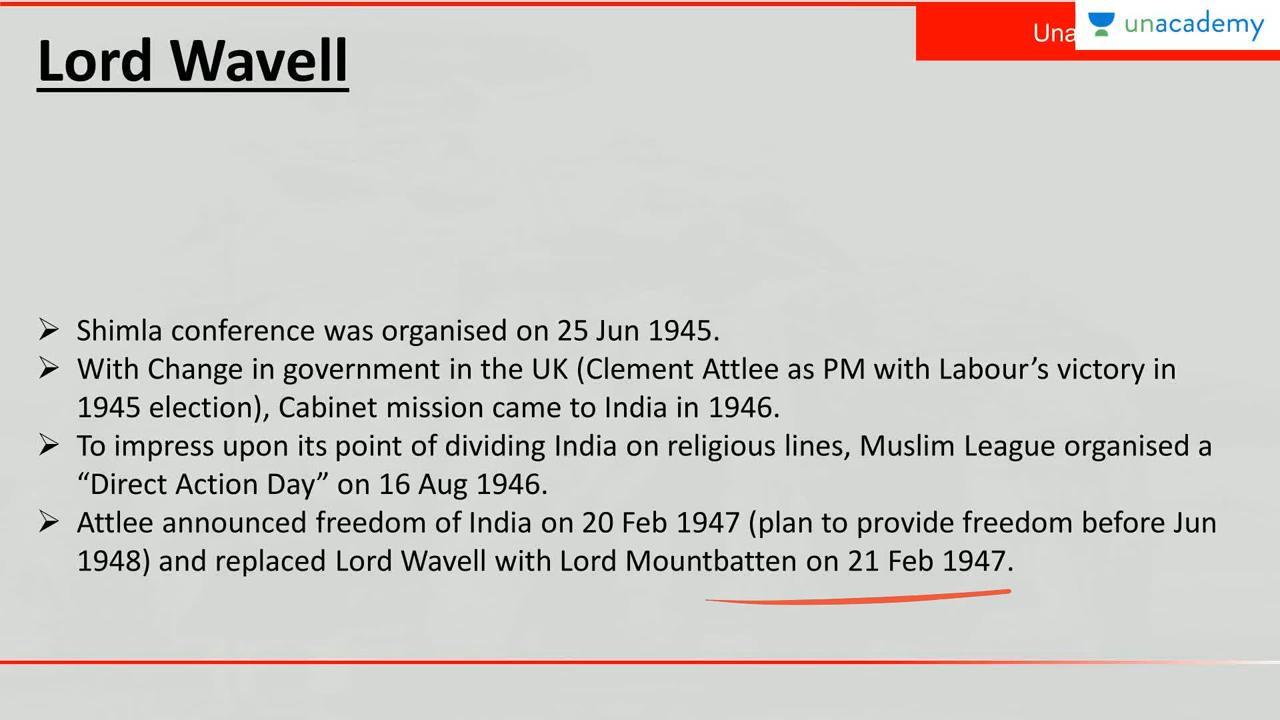 Lord Wavell
Una
unacademy
➢ Shimla conference was organised on 25 Jun 1945.
➢ With Change in government in the UK (Clement Attlee as PM with Labour’s victory in
1945 election), Cabinet mission came to India in 1946.
➢ To impress upon its point of dividing India on religious lines, Muslim League organised a
“Direct Action Day” on 16 Aug 1946.
➢ Attlee announced freedom of India on 20 Feb 1947 (plan to provide freedom before Jun
1948) and replaced Lord Wavell with Lord Mountbatten on 21 Feb 1947.